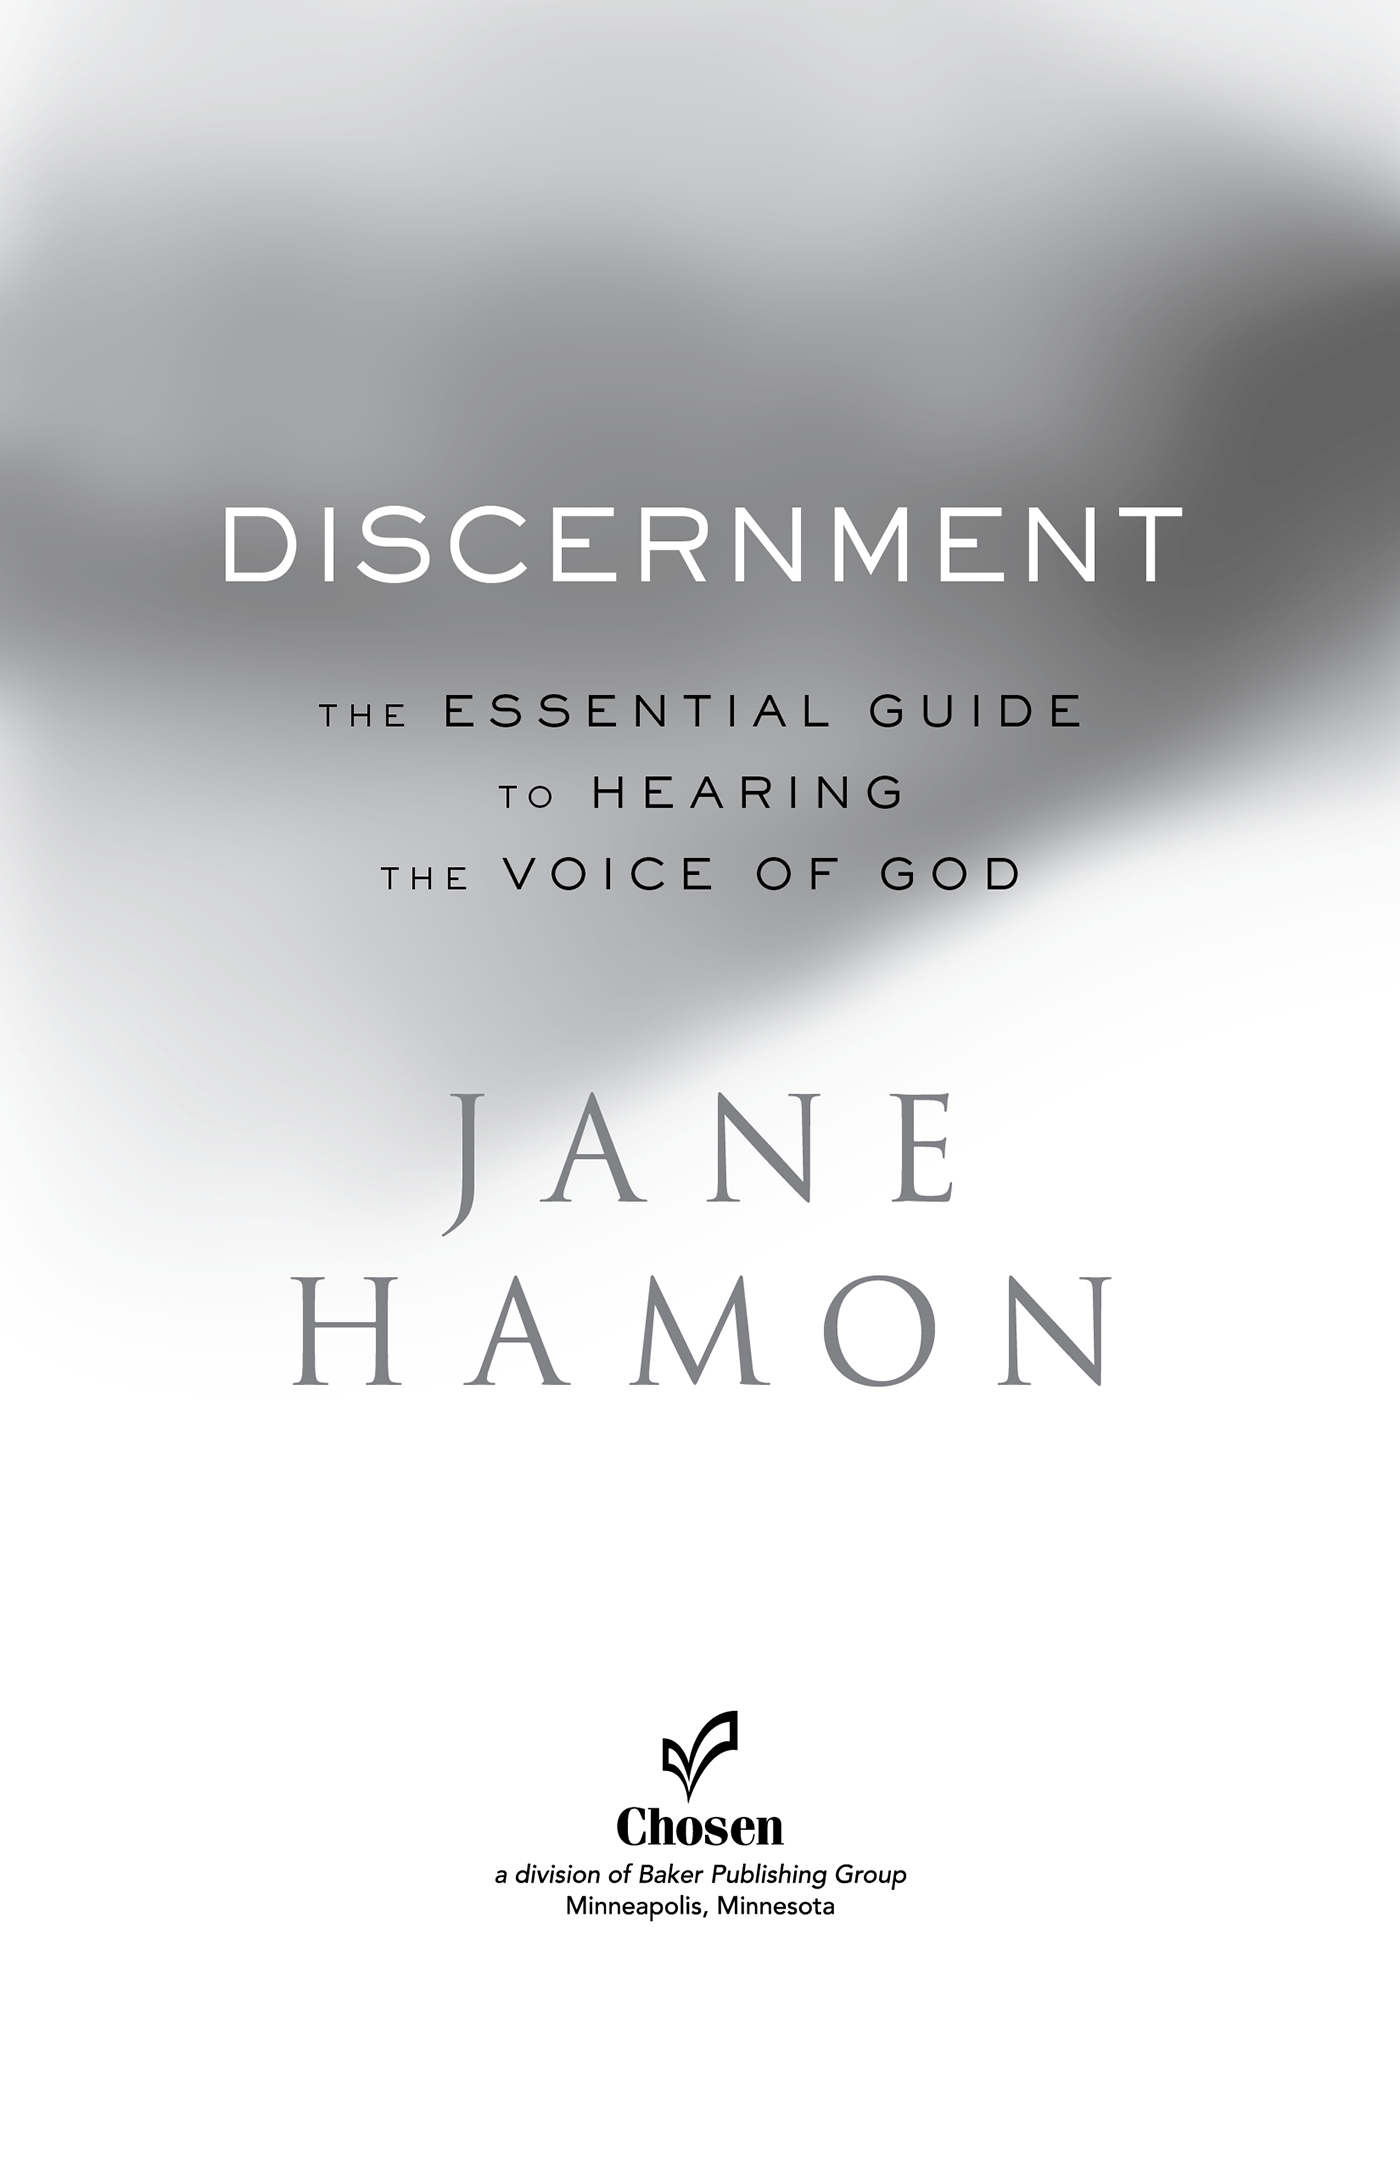 DISCERNMENT
THE ESSENTIAL GUIDE
TO HEARING
THE VOICE OF GOD
JANE
HAMON
Chosen
a division of Baker Publishing Group
Minneapolis, Minnesota